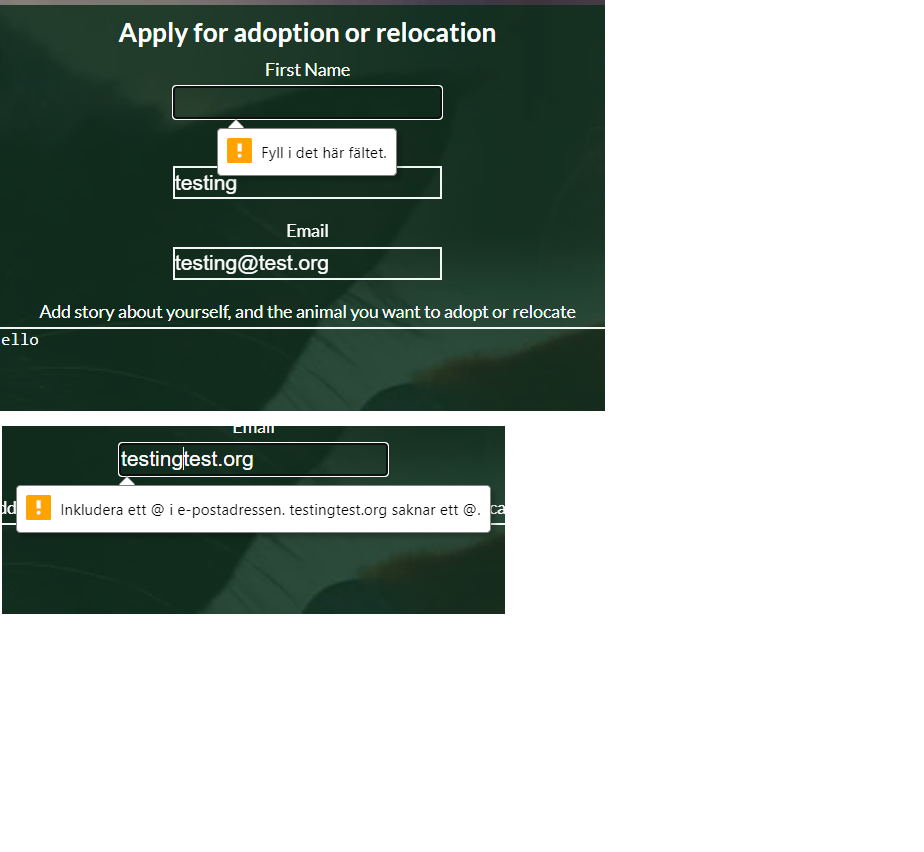 Apply for adoption or relocation
First Name
Fyll i det här fältet.
testing
Email
testing@test.org
Add story about yourself, and the animal you want to adopt or relocate
ello
Email
testingtest.org
dd
Inkludera ett @ i e-postadressen. testingtest.org saknar ett @.
ca